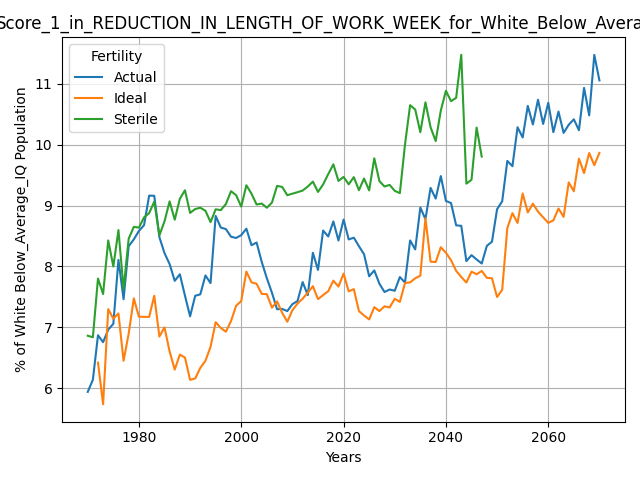 Score_1_in_REDUCTION_IN_LENGTH_OF_WORK_WEEK_for_White_Below_Avera
Fertility
Actual
Ideal
Sterile
% of White Below_Average_IQ Population
11
10
9
8
7
6
1980
2000
2020
2040
2060
Years